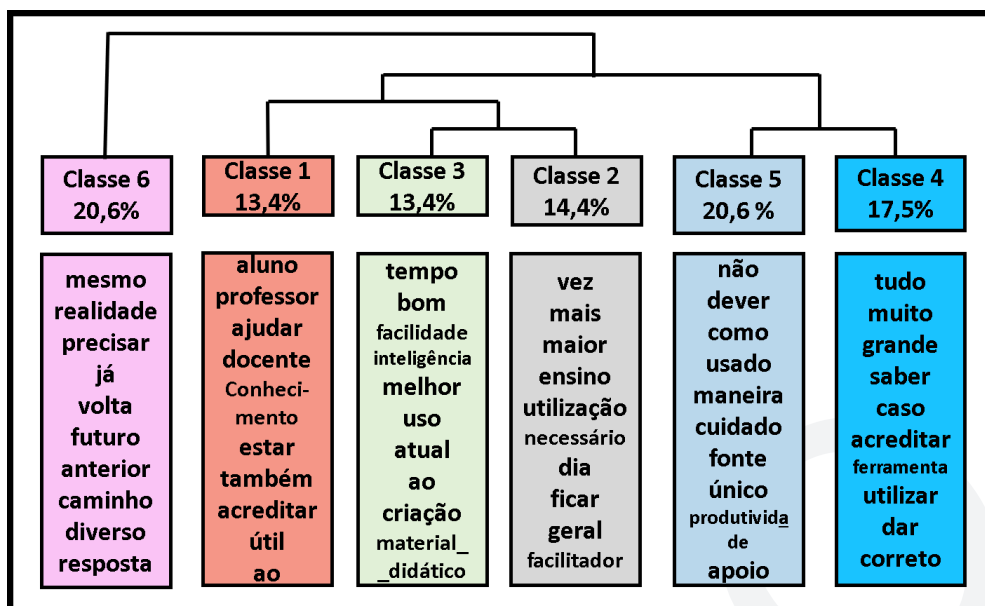 Classe 6
20,6%
mesmo
realidade
precisar
já
volta
futuro
anterior
caminho
diverso
resposta
Classe 1
13,4%
aluno
professor
ajudar
docente
Conheci-
mento
estar
também
acreditar
útil
ao
Classe 3
13,4%
tempo
bom
facilidade
inteligência
melhor
uso
atual
ao
criação
material_
_didático
Classe 2
14,4%
vez
mais
maior
ensino
utilização
necessário
dia
ficar
geral
facilitador
Classe 5
20,6 %
não
dever
como
usado
maneira
cuidado
fonte
único
produtivida
de
apoio
Classe 4
17,5%
tudo
muito
grande
saber
caso
acreditar
ferramenta
utilizar
dar
correto